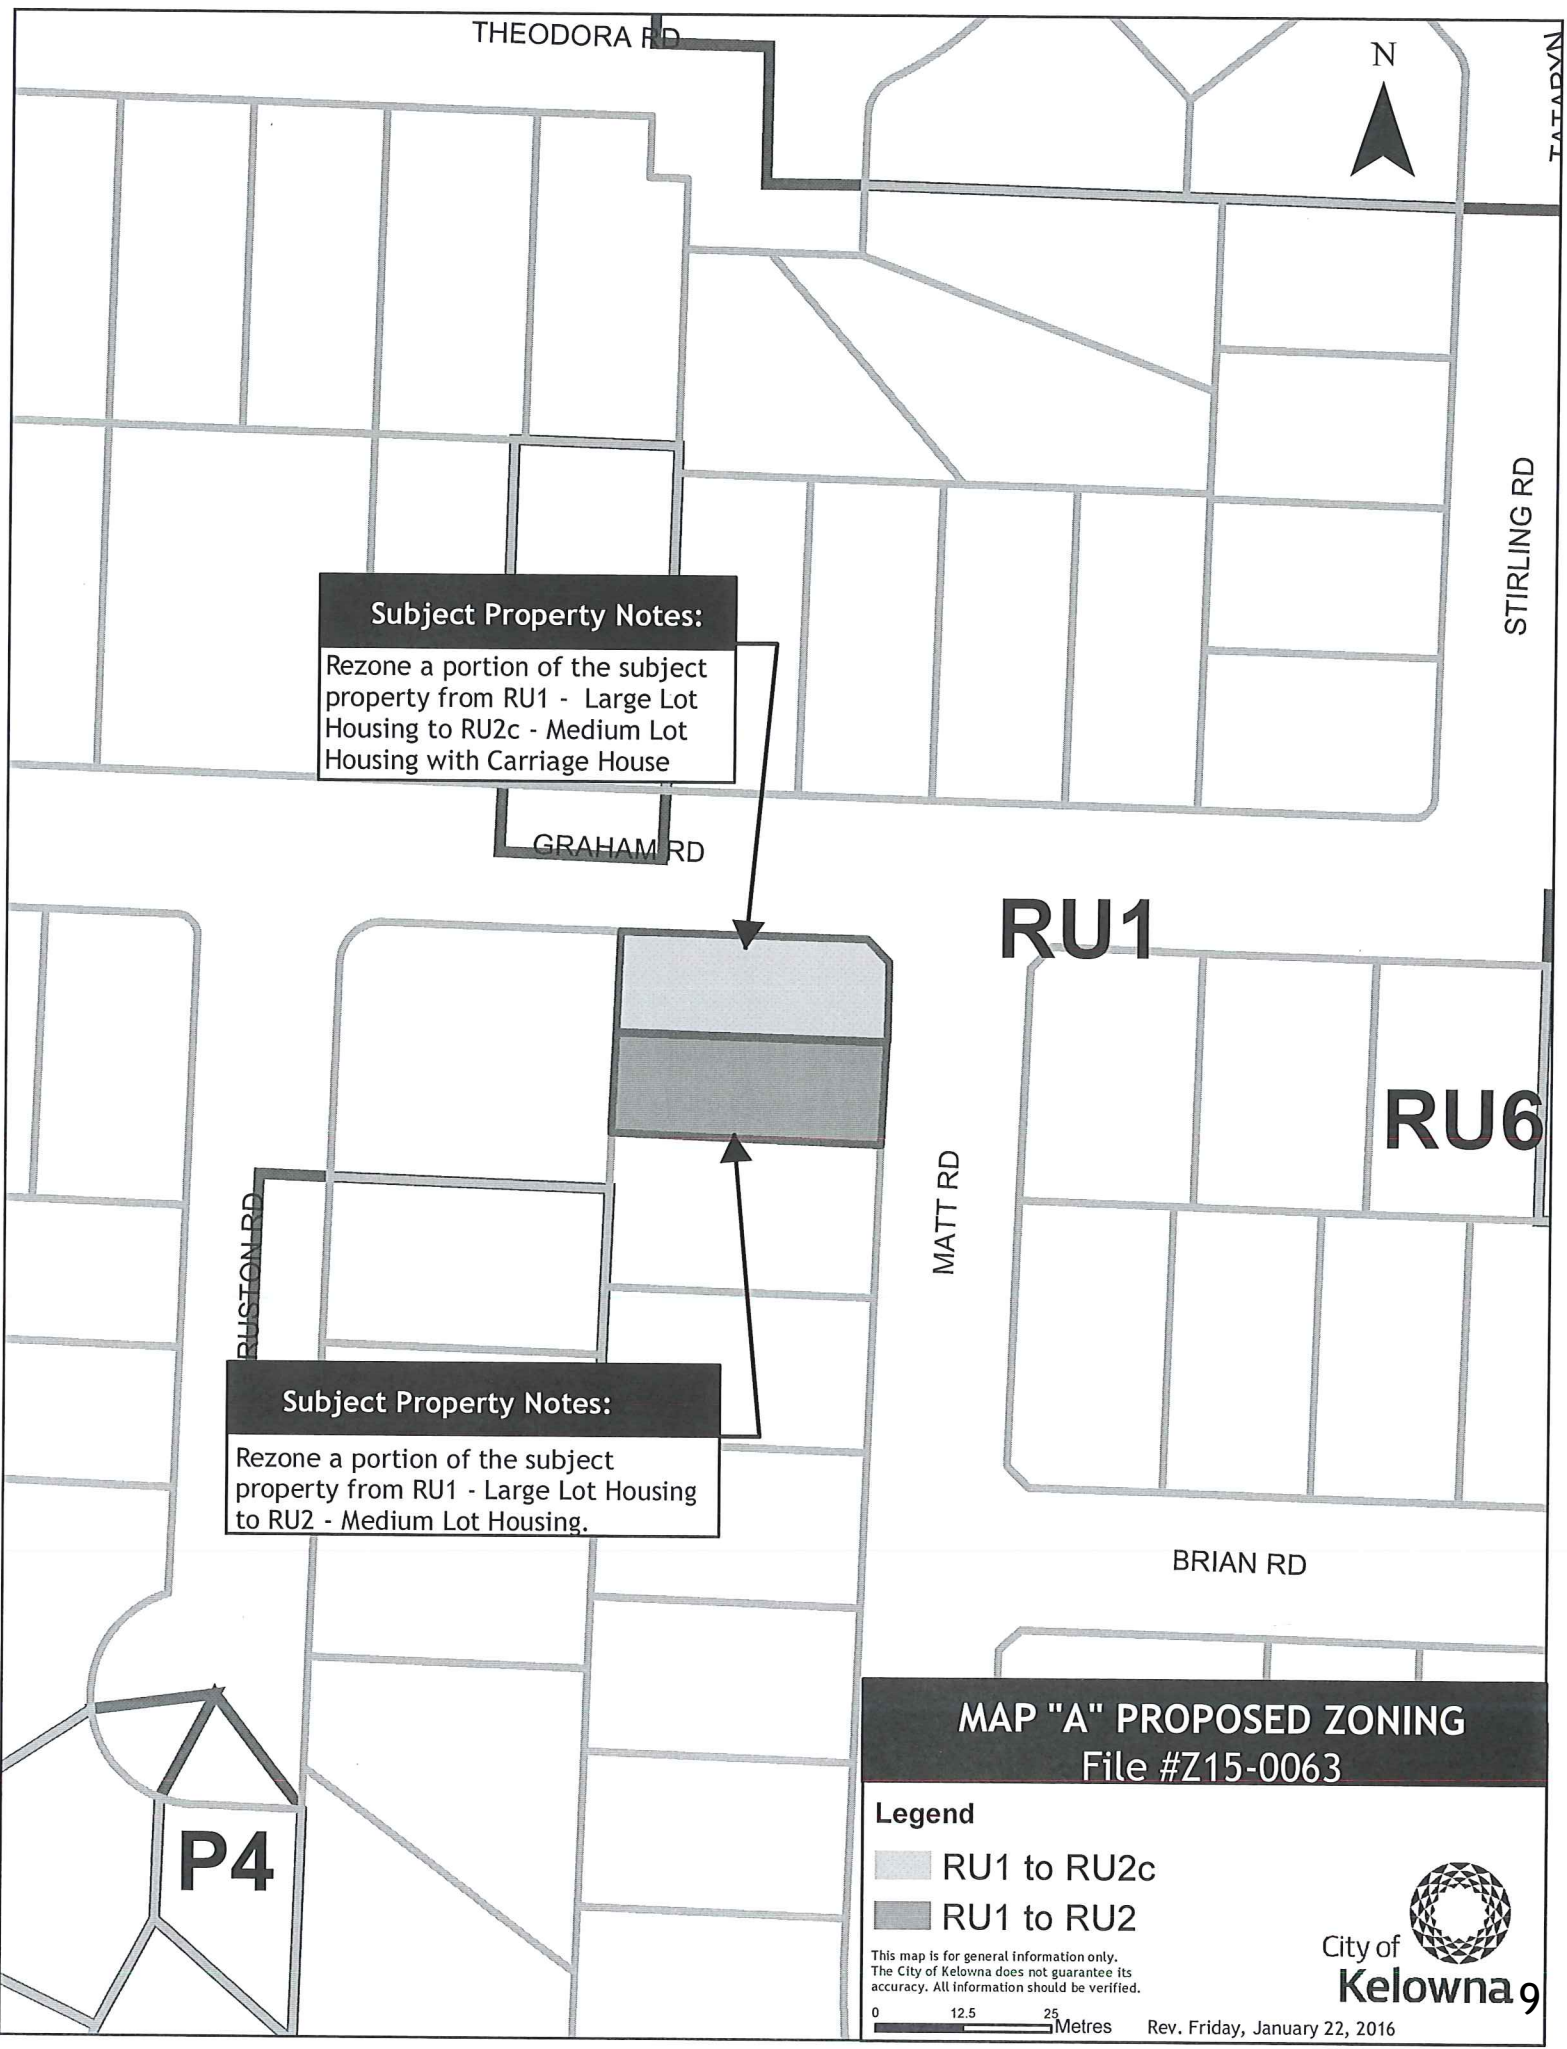 THEODORA RD
N
TATARYN
STIRLING RD
Subject Property Notes:
Rezone a portion of the subject
property from RU1 - Large Lot
Housing to RU2c - Medium Lot
Housing with Carriage House
GRAHAM RD
RU1
RU6
MATT RD
RUSTON RD
Subject Property Notes:
Rezone a portion of the subject
property from RU1 - Large Lot Housing
to RU2 - Medium Lot Housing.
BRIAN RD
P4
MAP "A" PROPOSED ZONING
File #Z15-0063
Legend
RU1 to RU2c
RU1 to RU2
This map is for general information only.
The City of Kelowna does not guarantee its
accuracy. All information should be verified.
0 12.5 25
Metres
Rev. Friday, January 22, 2016
City of
Kelowna
9